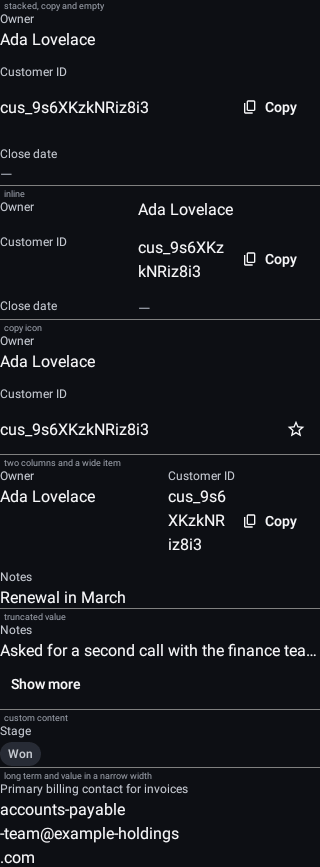 stacked, copy and empty
Owner
Ada Lovelace
Customer ID
cus_9s6XKzkNRiz8i3 Copy
Close date
—
inline
Owner Ada Lovelace
Customer ID cus_9s6XKz
kNRiz8i3 Copy
Close date —
copy icon
Owner
Ada Lovelace
Customer ID
cus_9s6XKzkNRiz8i3
two columns and a wide item
Owner Customer ID
Ada Lovelace cus_9s6
XKzkNR Copy
iz8i3
Notes
Renewal in March
truncated value
Notes
Asked for a second call with the finance tea…
Show more
custom content
Stage
Won
long term and value in a narrow width
Primary billing contact for invoices
accounts-payable
-team@example-holdings
.com